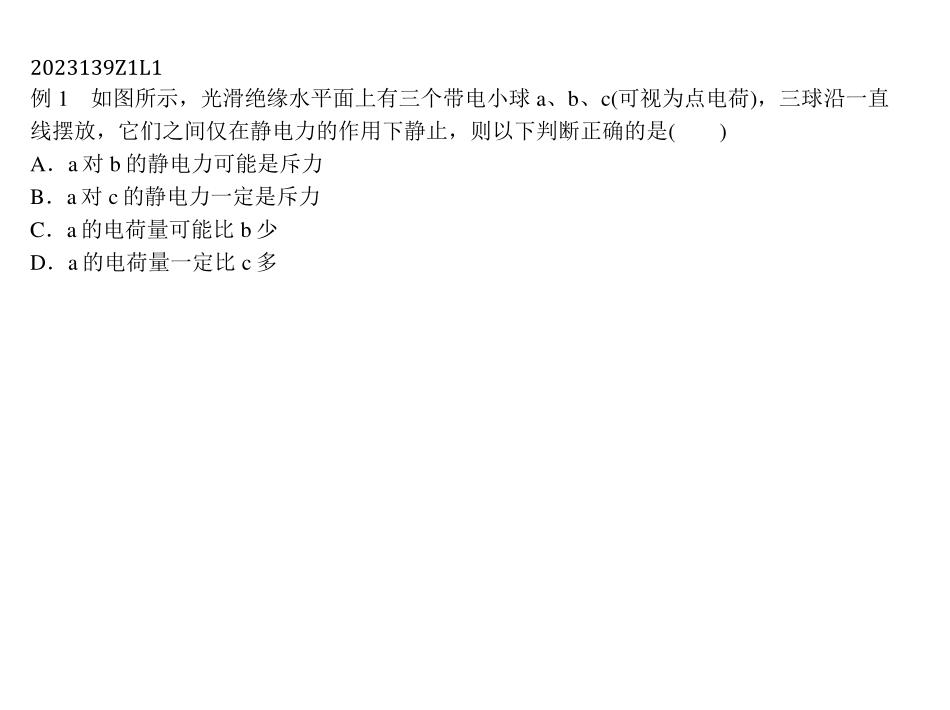 2023139Z1L1
例 1　如图所示，光滑绝缘水平面上有三个带电小球 a、b、c(可视为点电荷)，三球沿一直
线摆放，它们之间仅在静电力的作用下静止，则以下判断正确的是(　　)
A．a 对 b 的静电力可能是斥力
B．a 对 c 的静电力一定是斥力
C．a 的电荷量可能比 b 少
D．a 的电荷量一定比 c 多